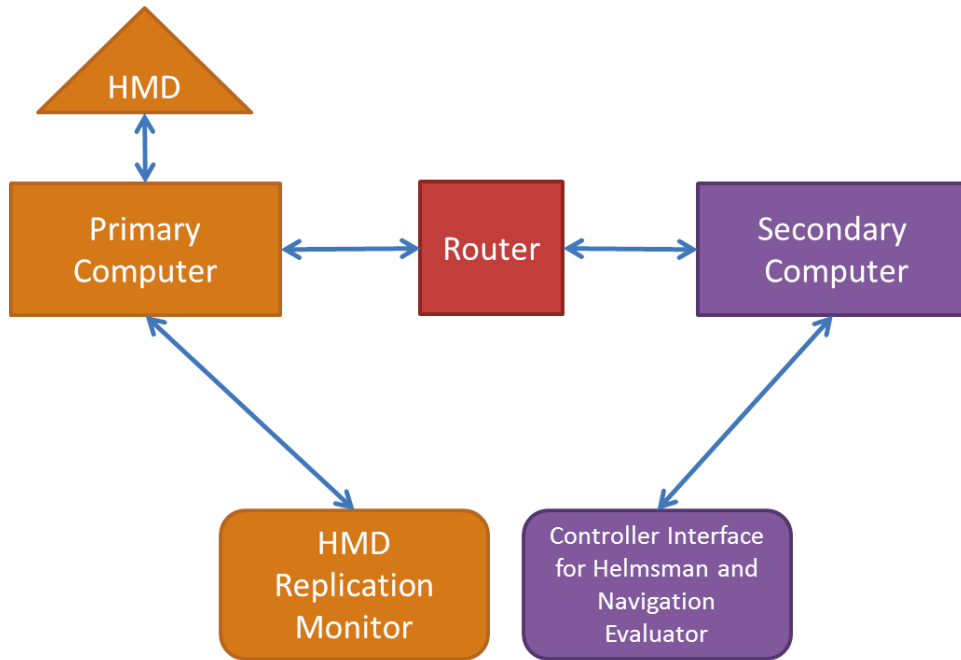 HMD
Primary
Computer
Router
Secondary
Computer
HMD
Replication
Monitor
Controller Interface
for Helmsman and
Navigation
Evaluator